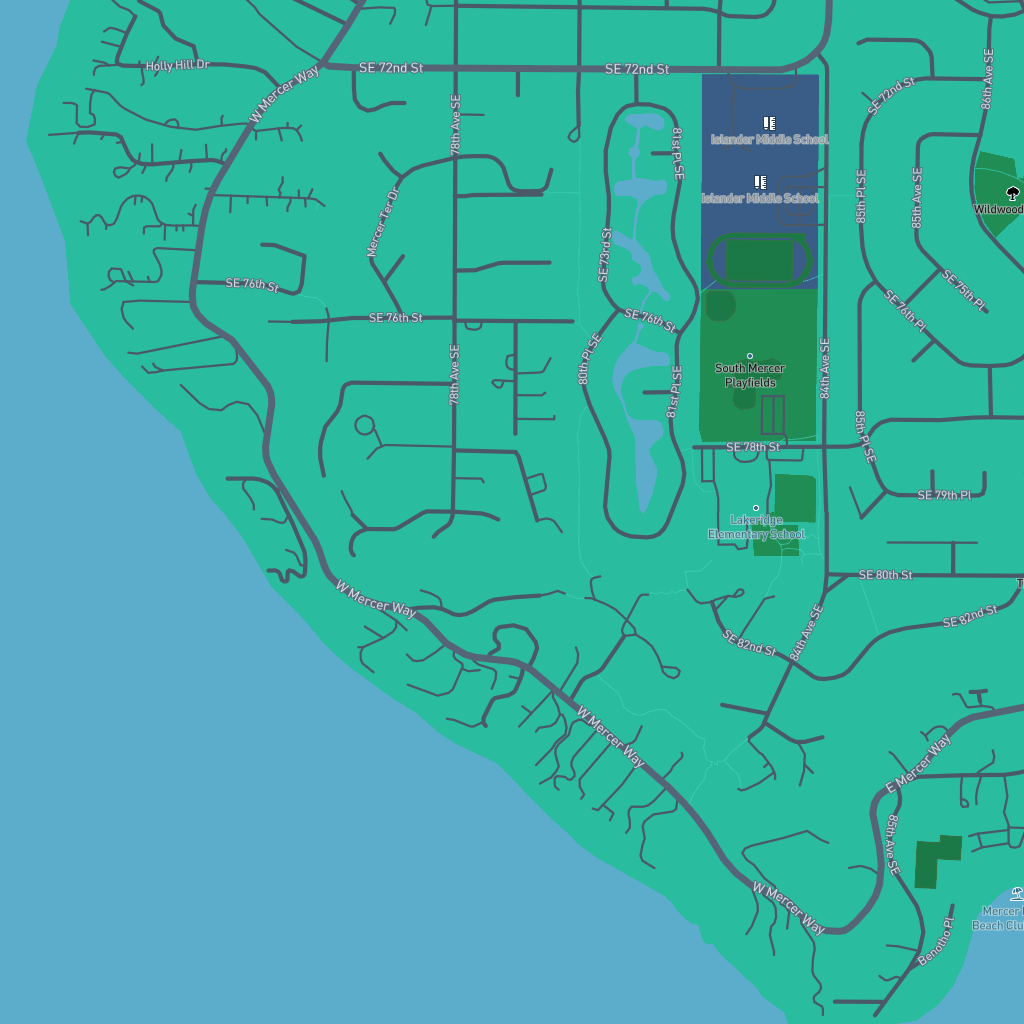 Holly Hill Dr
W Mercer Way
SE 72nd St
SE 72nd St
SE 72nd St
86th Ave SE
78th Ave SE
81st Pl SE
Islander Middle School
Islander Middle School
Wildwood
85th Pl SE
85th Ave SE
Mercer Ter Dr
SE 73rd St
SE 76th St
SE 76th St
SE 76th St
SE 75th Pl
SE 76th Pl
80th Pl SE
78th Ave SE
81st Pl SE
84th Ave SE
South Mercer
Playfields
85th Pl SE
SE 78th St
SE 79th Pl
Lakeridge
Elementary School
SE 80th St
W Mercer Way
SE 82nd St
84th Ave SE
SE 82nd St
W Mercer Way
E Mercer Way
85th Ave SE
W Mercer Way
Mercer
Beach Clu
Benotho Pl